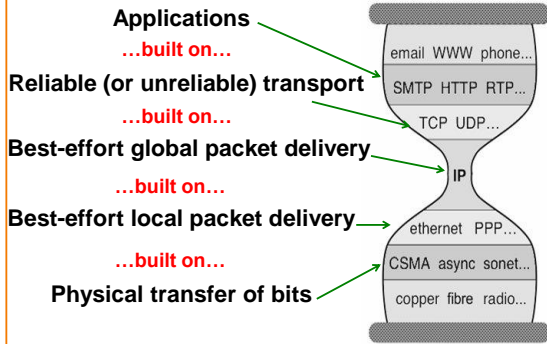 Applications
…built on…
Reliable (or unreliable) transport
…built on…
Best-effort global packet delivery
…built on…
Best-effort local packet delivery
…built on…
Physical transfer of bits
email WWW phone...
SMTP HTTP RTP...
TCP UDP…
IP
ethernet PPP…
CSMA async sonet...
copper fibre radio...